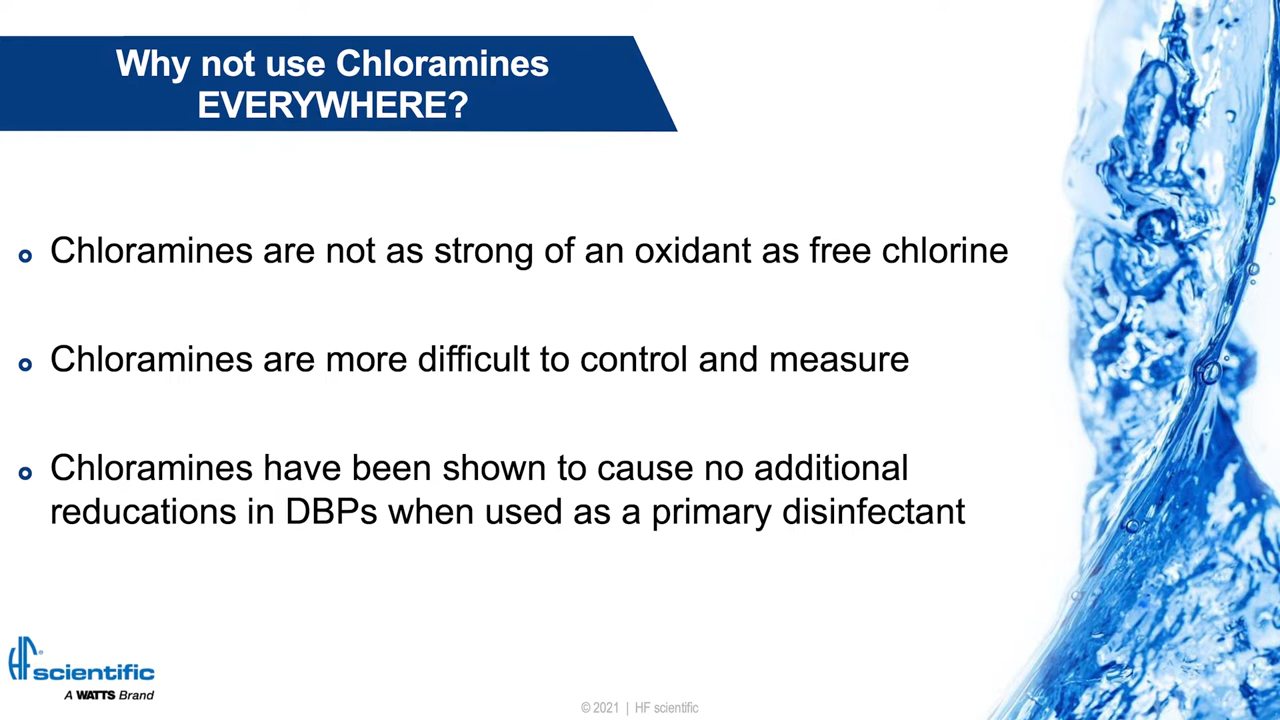 Why not use Chloramines
EVERYWHERE?
Chloramines are not as strong of an oxidant as free chlorine
Chloramines are more difficult to control and measure
Chloramines have been shown to cause no additional
reducations in DBPs when used as a primary disinfectant
HF®
scientific
A WATTS Brand
© 2021 | HF scientific